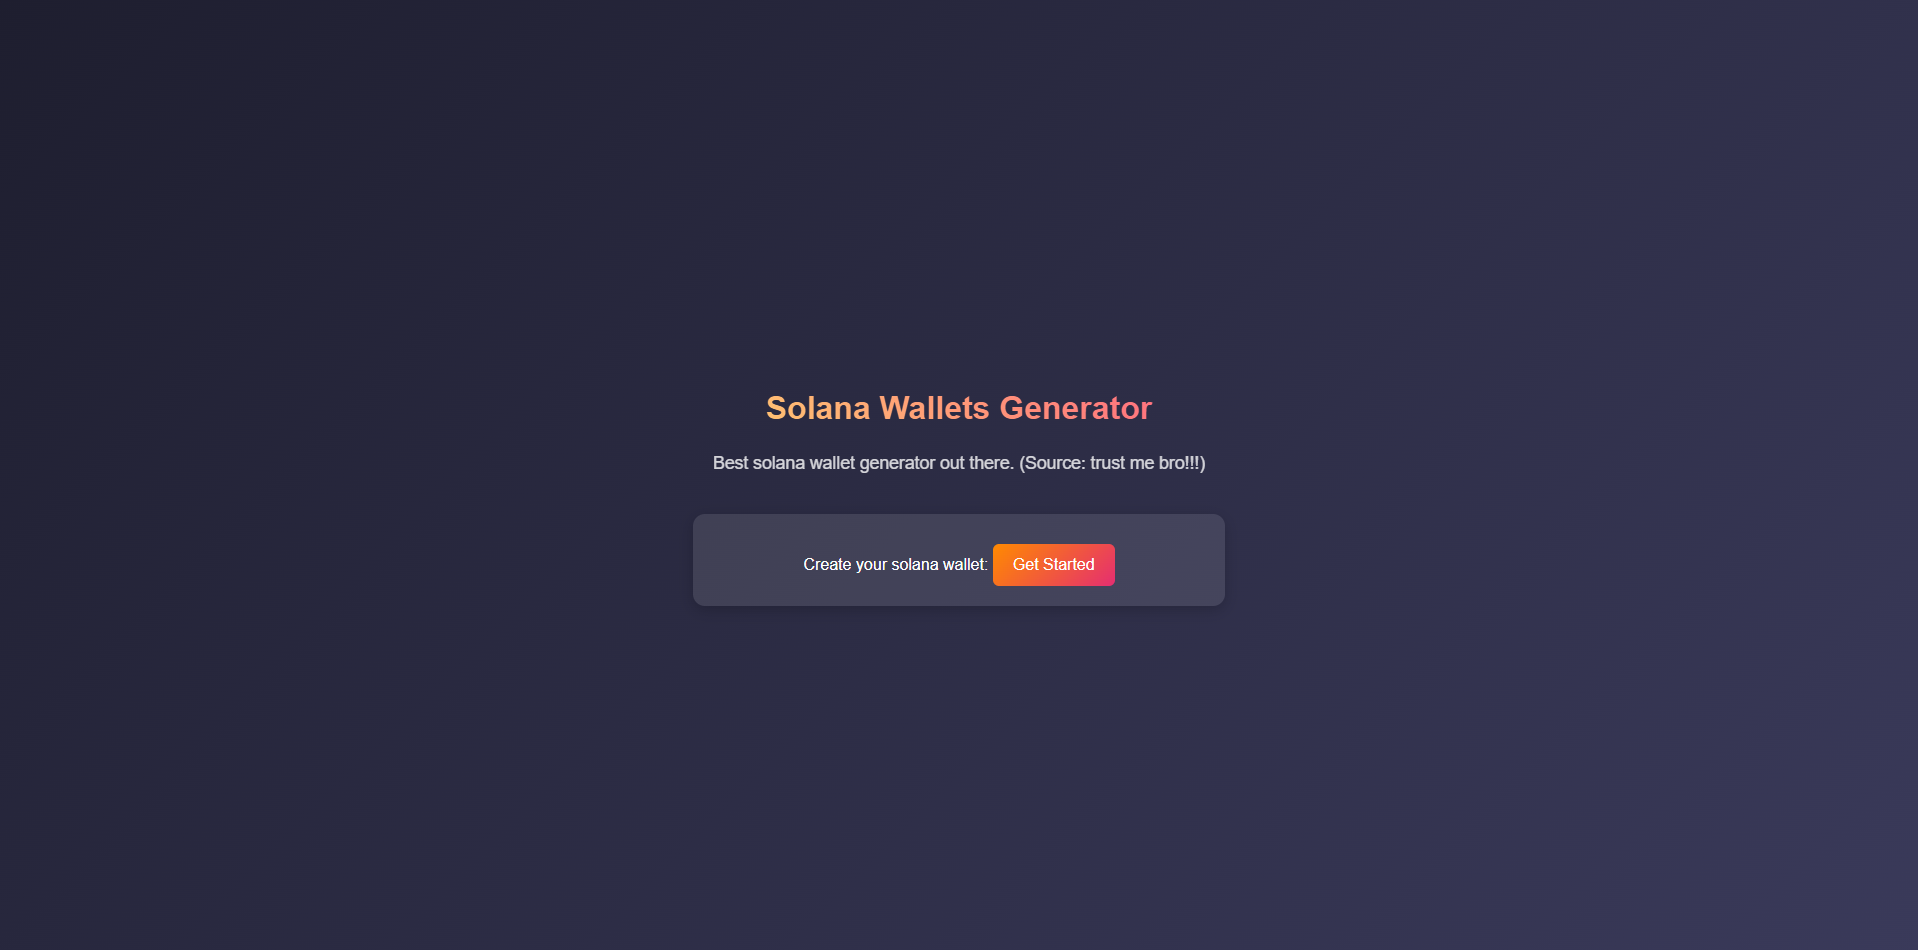 Solana Wallets Generator
Best solana wallet generator out there. (Source: trust me bro!!!)
Create your solana wallet: Get Started